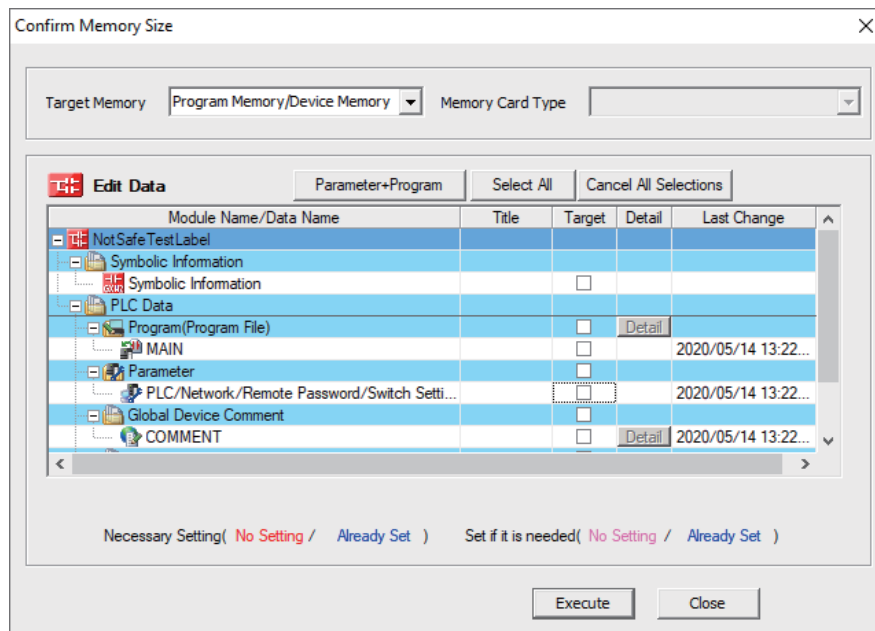 Confirm Memory Size
Target Memory Program Memory/Device Memory Memory Card Type
Edit Data Parameter+Program Select All Cancel All Selections
Module Name/Data Name Title Target Detail Last Change
NotSafeTestLabel
Symbolic Information
Symbolic Information
PLC Data
Program(Program File) Detail
MAIN 2020/05/14 13:22...
Parameter
PLC/Network/Remote Password/Switch Setti... 2020/05/14 13:22...
Global Device Comment
COMMENT Detail 2020/05/14 13:22...
Necessary Setting( No Setting / Already Set ) Set if it is needed( No Setting / Already Set )
Execute Close